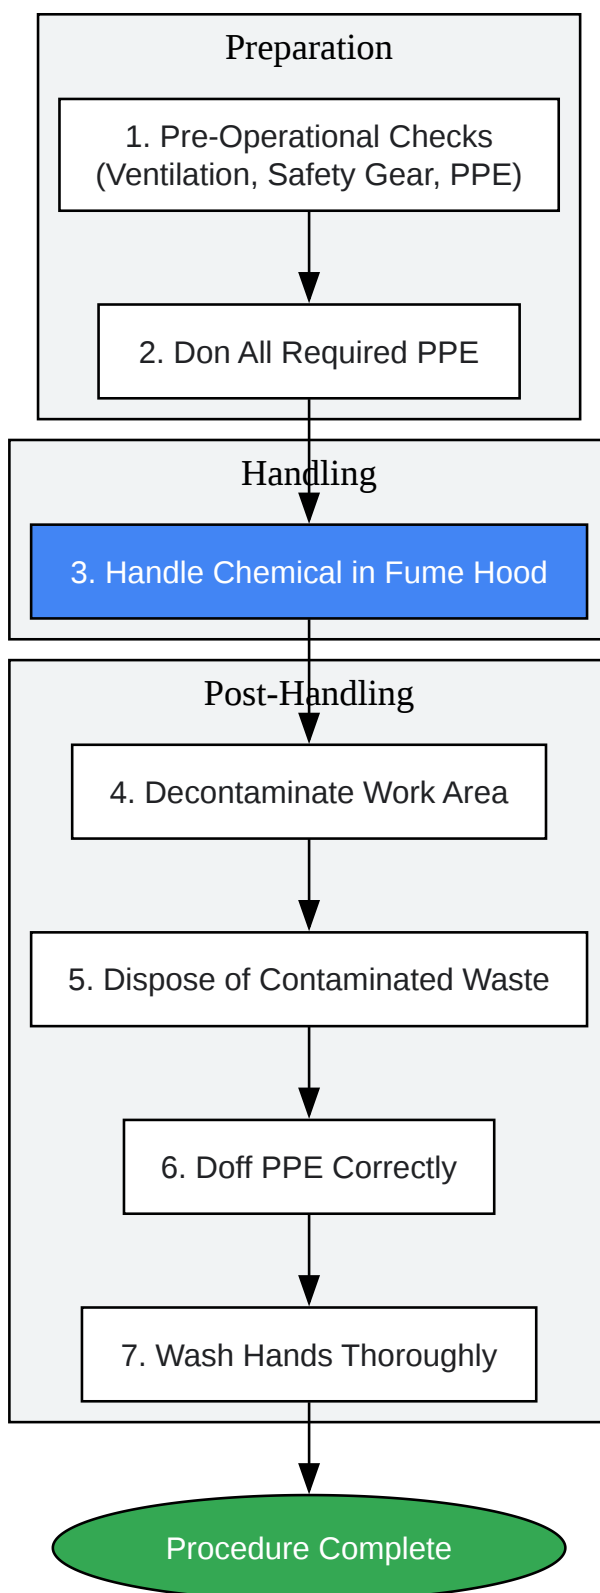 Preparation
1. Pre-Operational Checks
(Ventilation, Safety Gear, PPE)
2. Don All Required PPE
Handling
3. Handle Chemical in Fume Hood
Post-Handling
4. Decontaminate Work Area
5. Dispose of Contaminated Waste
6. Doff PPE Correctly
7. Wash Hands Thoroughly
Procedure Complete